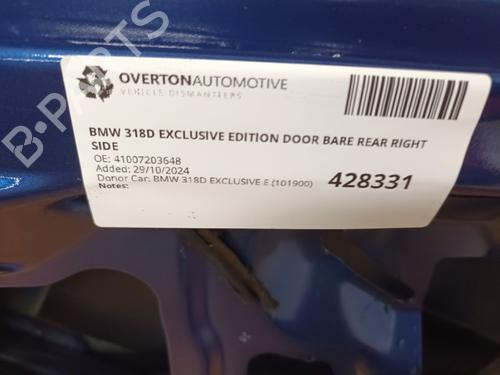 OVERTONAUTOMOTIVE
VEHICLE DISMANTLERS
BMW 318D EXCLUSIVE EDITION DOOR BARE REAR RIGHT
SIDE
OE: 41007203648
Added: 29/10/2024
Donor Car: BMW 318D EXCLUSIVE E (101900)
Notes:
428331
B-PARTS